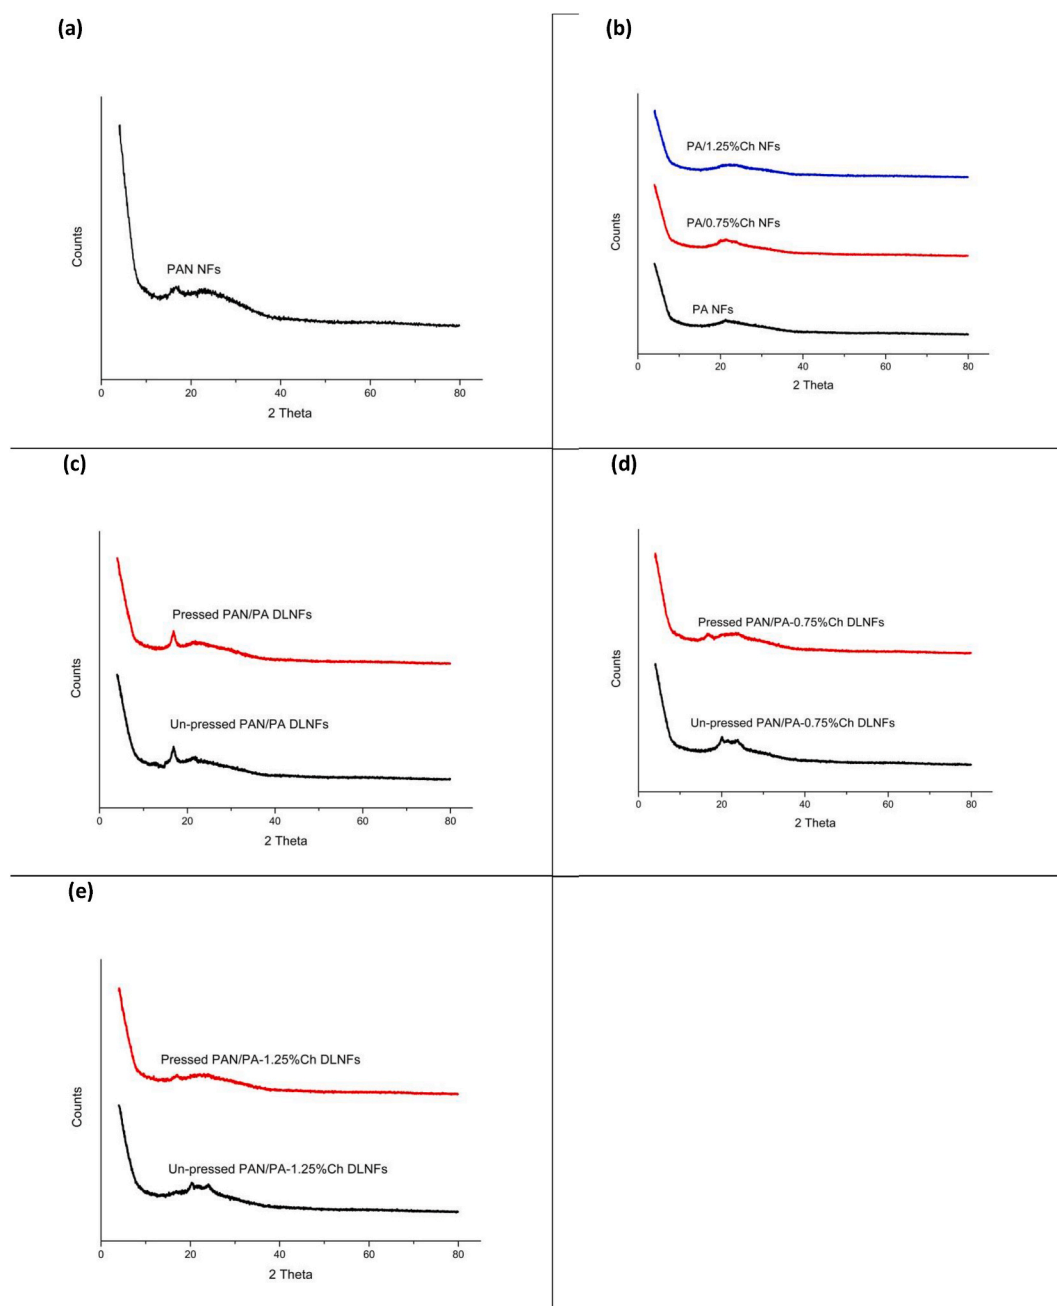 (a)
Counts
PAN NFs
0 20 40 60 80
2 Theta
(b)
Counts
PA/1.25%Ch NFs
PA/0.75%Ch NFs
PA NFs
0 20 40 60 80
2 Theta
(c)
Counts
Pressed PAN/PA DLNFs
Un-pressed PAN/PA DLNFs
0 20 40 60 80
2 Theta
(d)
Counts
Pressed PAN/PA-0.75%Ch DLNFs
Un-pressed PAN/PA-0.75%Ch DLNFs
0 20 40 60 80
2 Theta
(e)
Counts
Pressed PAN/PA-1.25%Ch DLNFs
Un-pressed PAN/PA-1.25%Ch DLNFs
0 20 40 60 80
2 Theta